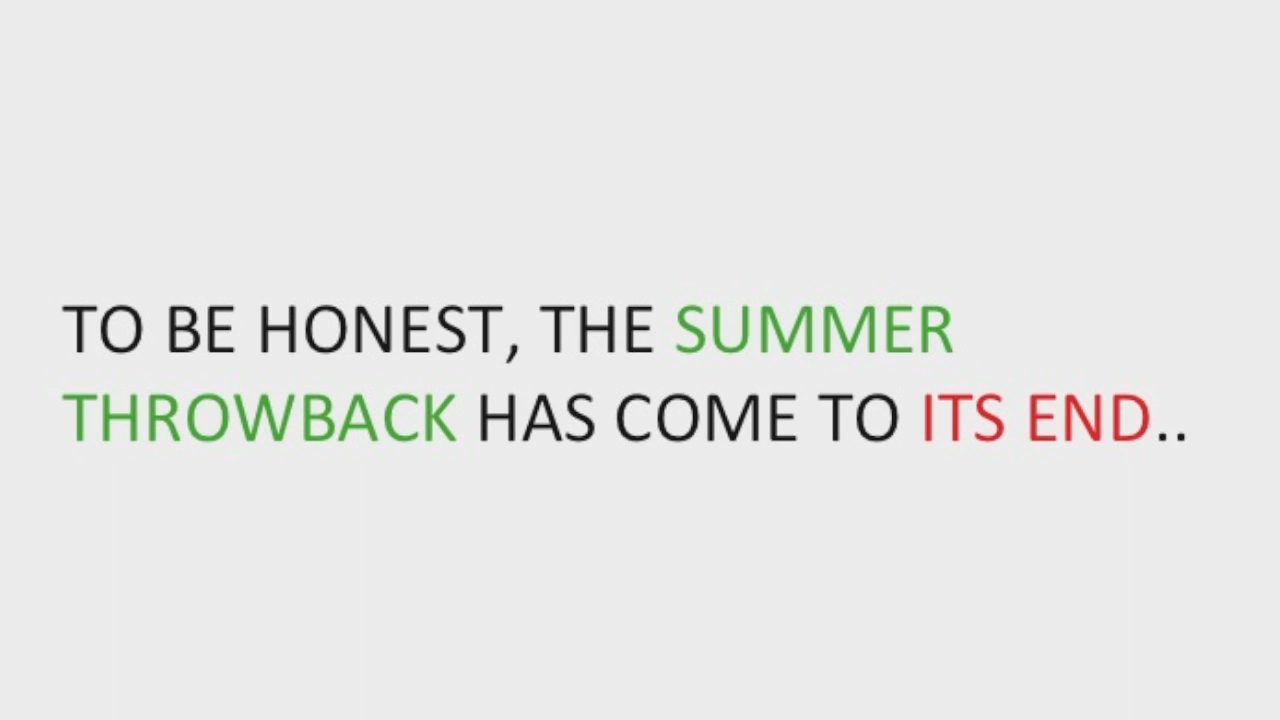 TO BE HONEST, THE SUMMER
THROWBACK HAS COME TO ITS END..